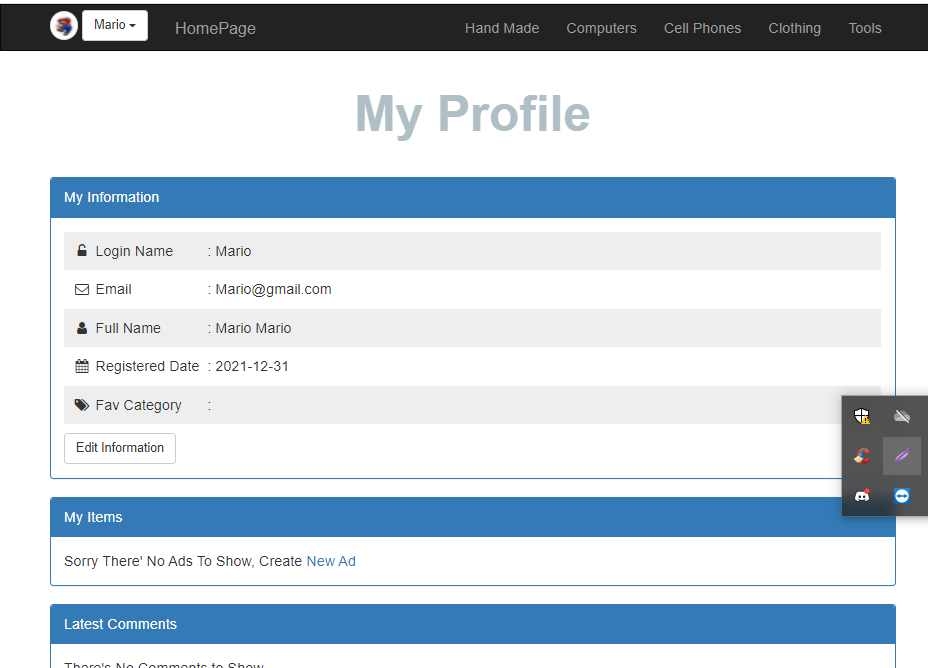 Mario
HomePage
Hand Made
Computers
Cell Phones
Clothing
Tools
My Profile
My Information
Login Name : Mario
Email : Mario@gmail.com
Full Name : Mario Mario
Registered Date : 2021-12-31
Fav Category :
Edit Information
My Items
Sorry There' No Ads To Show, Create New Ad
Latest Comments
There's No Comments to Show